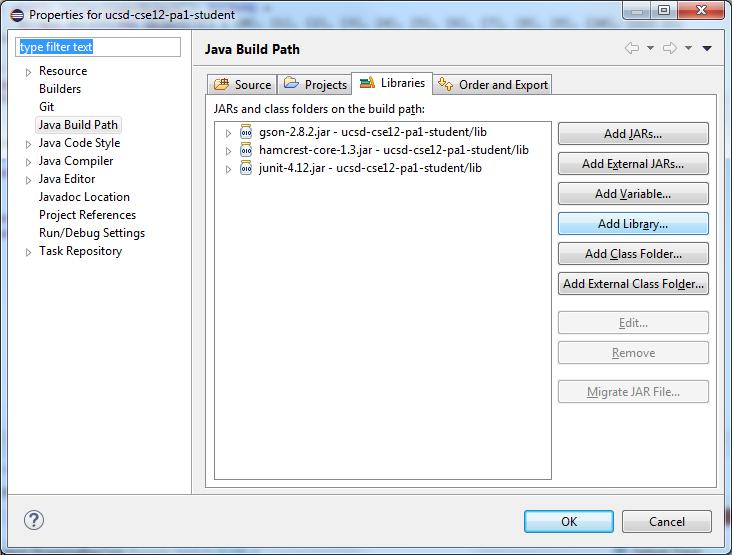 Properties for ucsd-cse12-pa1-student
type filter text
Resource
Builders
Git
Java Build Path
Java Code Style
Java Compiler
Java Editor
Javadoc Location
Project References
Run/Debug Settings
Task Repository
Java Build Path
Source Projects Libraries Order and Export
JARs and class folders on the build path:
gson-2.8.2.jar - ucsd-cse12-pa1-student/lib
hamcrest-core-1.3.jar - ucsd-cse12-pa1-student/lib
junit-4.12.jar - ucsd-cse12-pa1-student/lib
Add JARs...
Add External JARs...
Add Variable...
Add Library...
Add Class Folder...
Add External Class Folder...
Edit...
Remove
Migrate JAR File...
?
OK Cancel